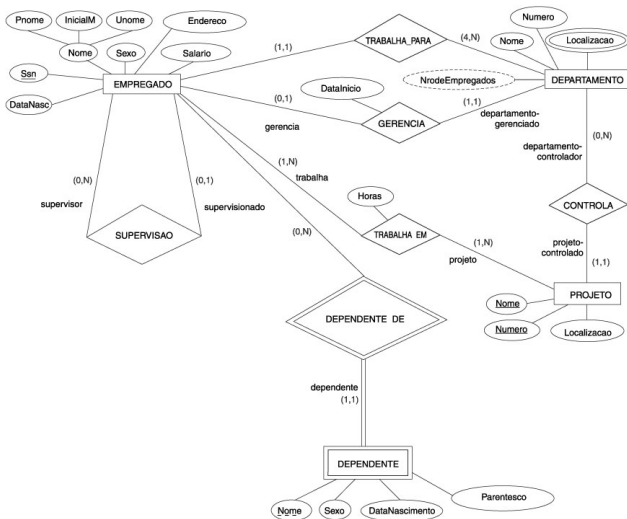 Pname
InicialM
Unome
Endereco
Nome
Sexo
Salario
Ssn
EMPREGADO
DataNasc
(1,1)
TRABALHA_PARA
(4,N)
Numero
Nome
Localizacao
NrodeEmpregados
DEPARTAMENTO
(0,1)
DataInicio
gerencia
GERENCIA
(1,1)
departamento-
gerenciado
(0,N)
departamento-
controlador
CONTROLA
projeto-
controlado
(1,1)
(0,N)
supervisor
(0,1)
supervisionado
SUPERVISAO
(1,N)
trabalha
(0,N)
Horas
TRABALHA EM
(1,N)
projeto
PROJETO
Nome
Numero
Localizacao
DEPENDENTE DE
dependente
(1,1)
DEPENDENTE
Nome
Sexo
DataNascimento
Parentesco